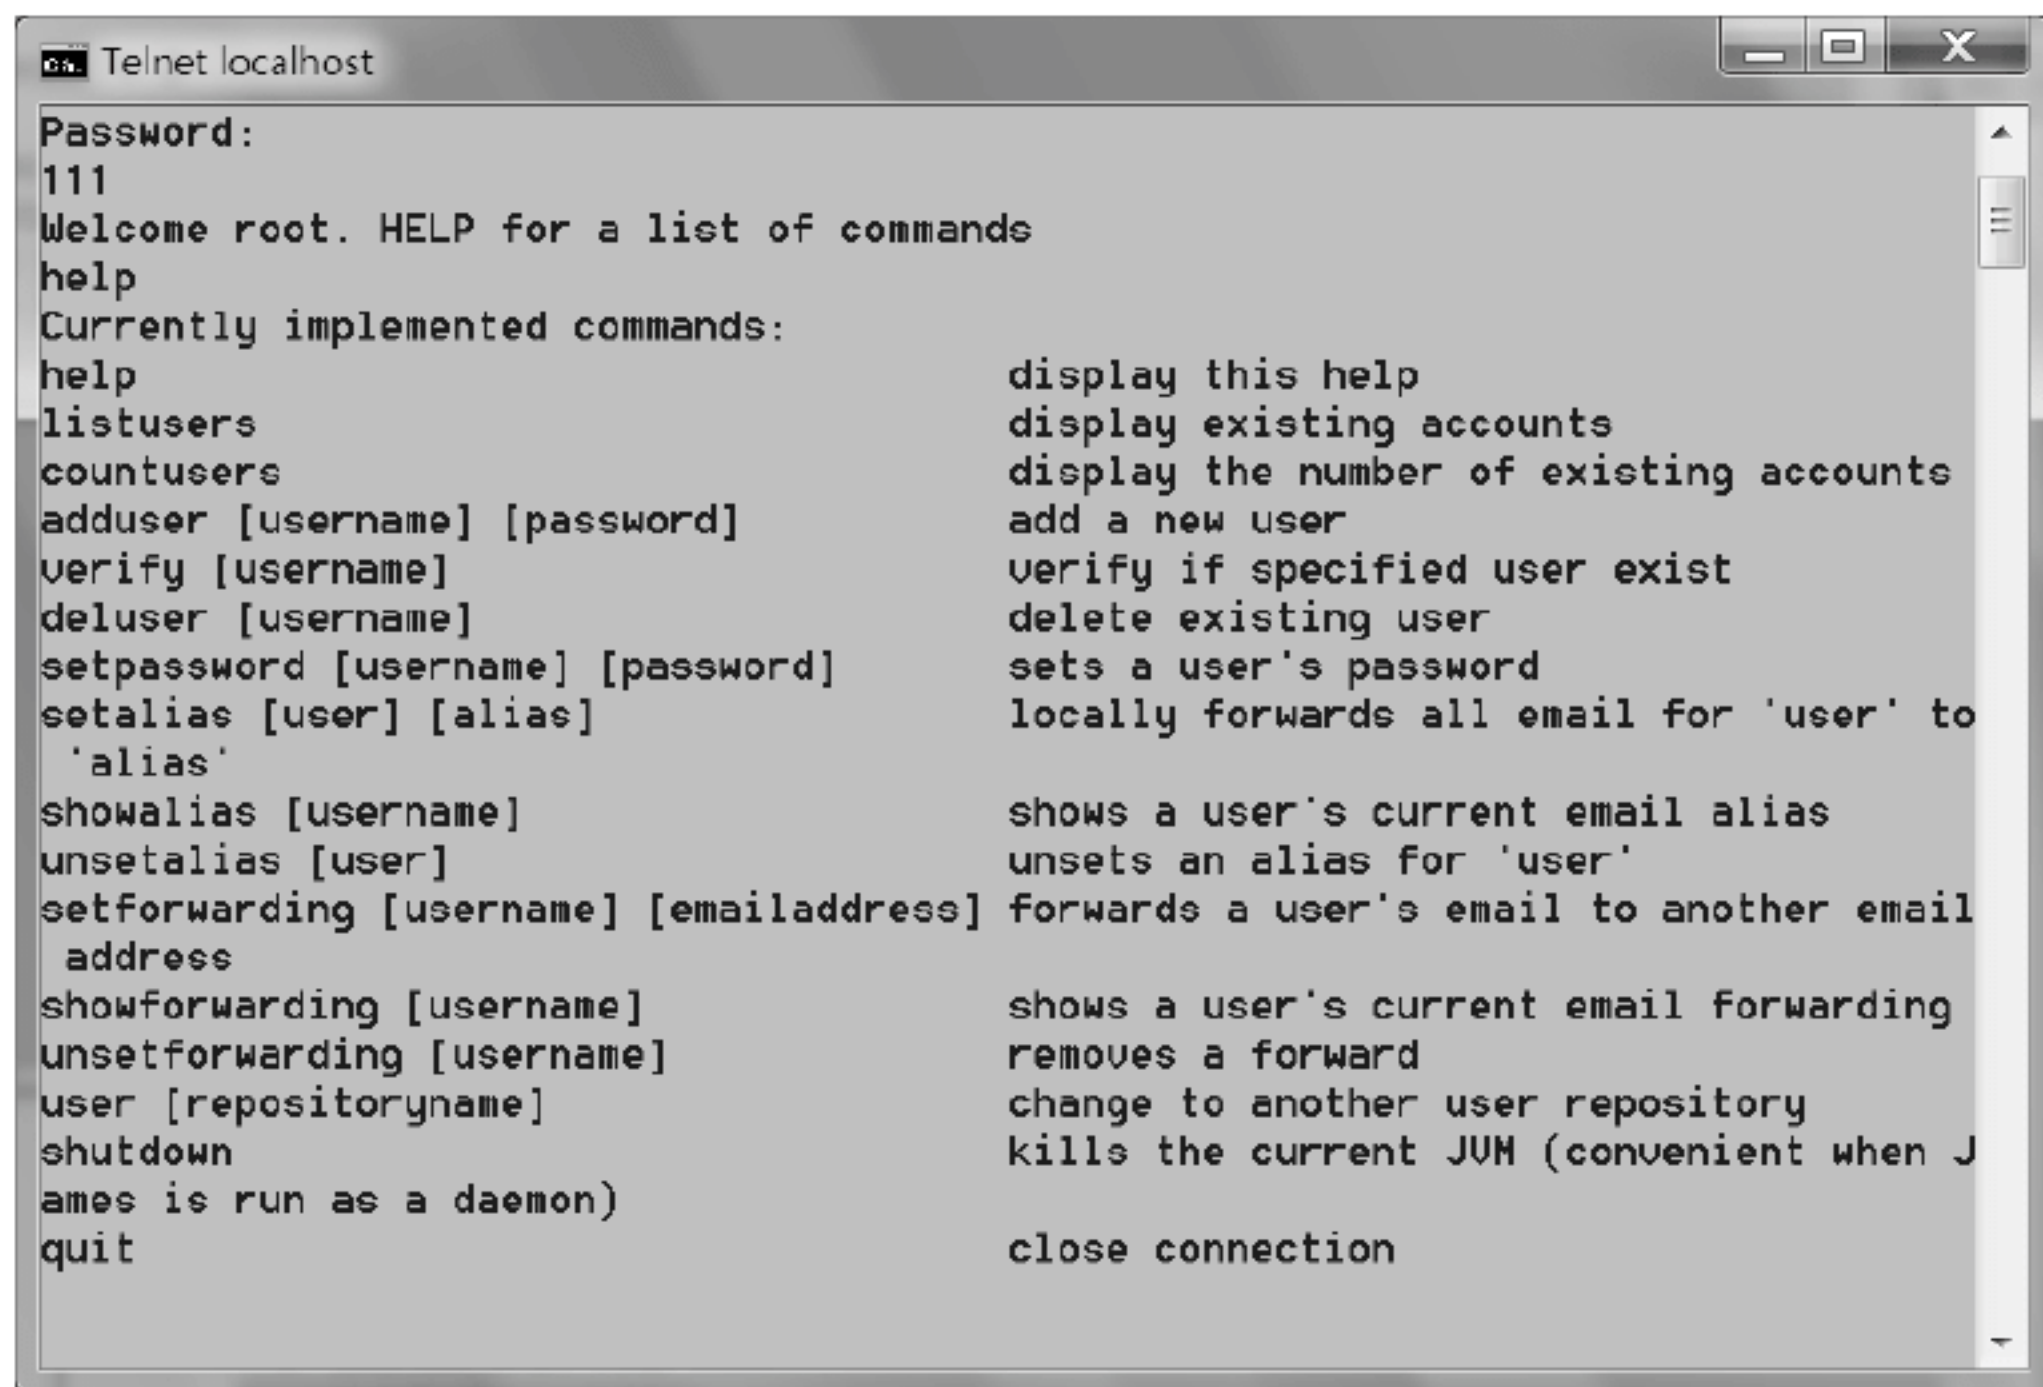 Telnet localhost
Password:
111
Welcome root. HELP for a list of commands
help
Currently implemented commands:
help display this help
listusers display existing accounts
countusers display the number of existing accounts
adduser [username] [password] add a new user
verify [username] verify if specified user exist
deluser [username] delete existing user
setpassword [username] [password] sets a user's password
setalias [user] [alias] locally forwards all email for 'user' to
'alias'
showalias [username] shows a user's current email alias
unsetalias [user] unsets an alias for 'user'
setforwarding [username] [emailaddress] forwards a user's email to another email
address
showforwarding [username] shows a user's current email forwarding
unsetforwarding [username] removes a forward
user [repositoryname] change to another user repository
shutdown kills the current JVM (convenient when J
ames is run as a daemon)
quit close connection